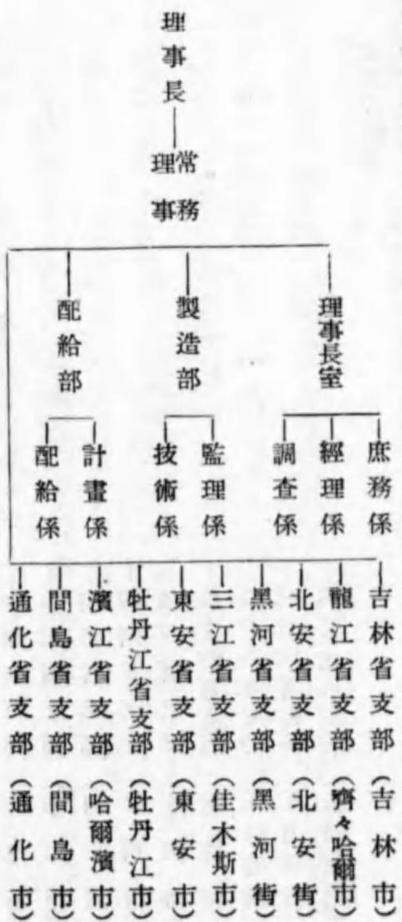 理事長
常務
理事
理事長室
庶務係
經理係
調查係
製造部
監理係
技術係
配給部
計畫係
配給係
吉林省支部（吉林市）
龍江省支部（齊々哈爾市）
北安省支部（北安街）
黑河省支部（黑河街）
三江省支部（佳木斯市）
東安省支部（東安市）
牡丹江省支部（牡丹江市）
濱江省支部（哈爾濱市）
間島省支部（間島市）
通化省支部（通化市）